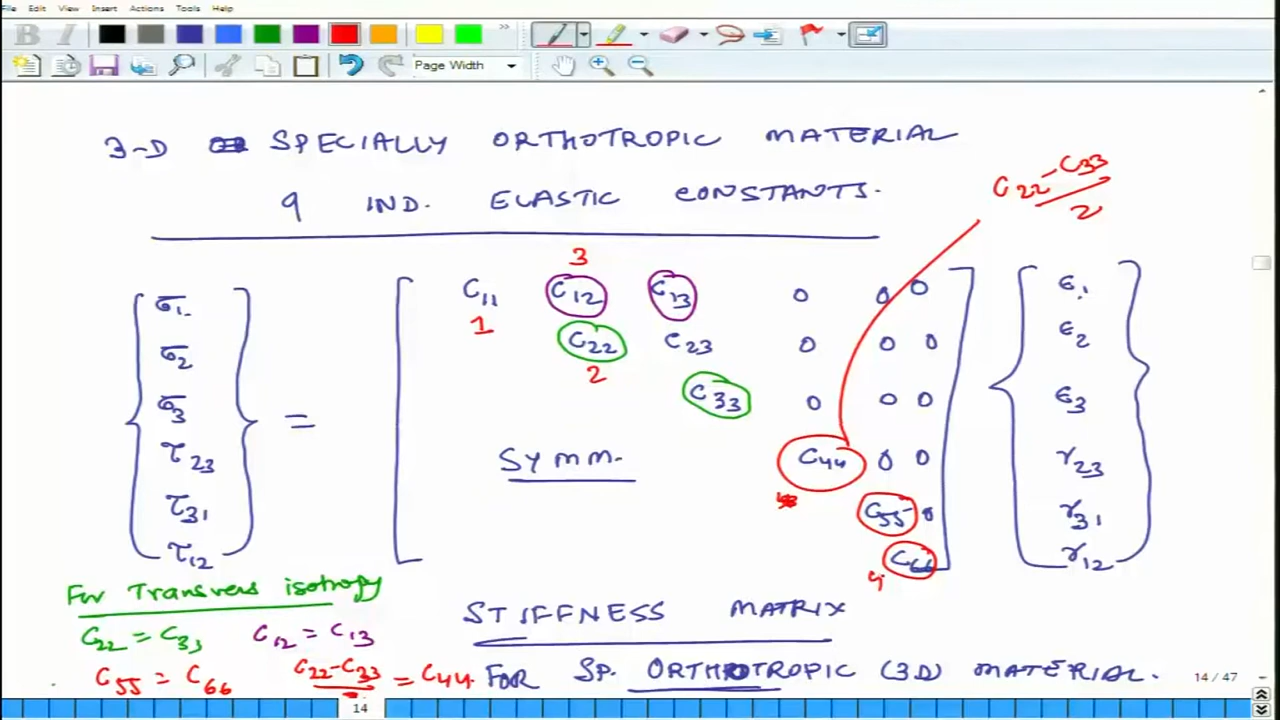 File Edit View Insert Actions Tools Help
B I
Page Width
3-D SPECIALLY ORTHOTROPIC MATERIAL
9 IND. ELASTIC CONSTANTS.
C22-C33/2
3
σ1 C11 C12 C13 0 0 0 ε1
1
σ2 C22 C23 0 0 0 ε2
2
σ3 = C33 0 0 0 ε3
τ23 SYMM. C44 0 0 γ23
τ31 C55 0 γ31
τ12 C66 γ12
For Transvers isotropy
STIFFNESS MATRIX
C22 = C33 C12 = C13
C55 = C66 C22-C33/2 = C44. FOR SP. ORTHOTROPIC (3D) MATERIAL.
14 / 47
14